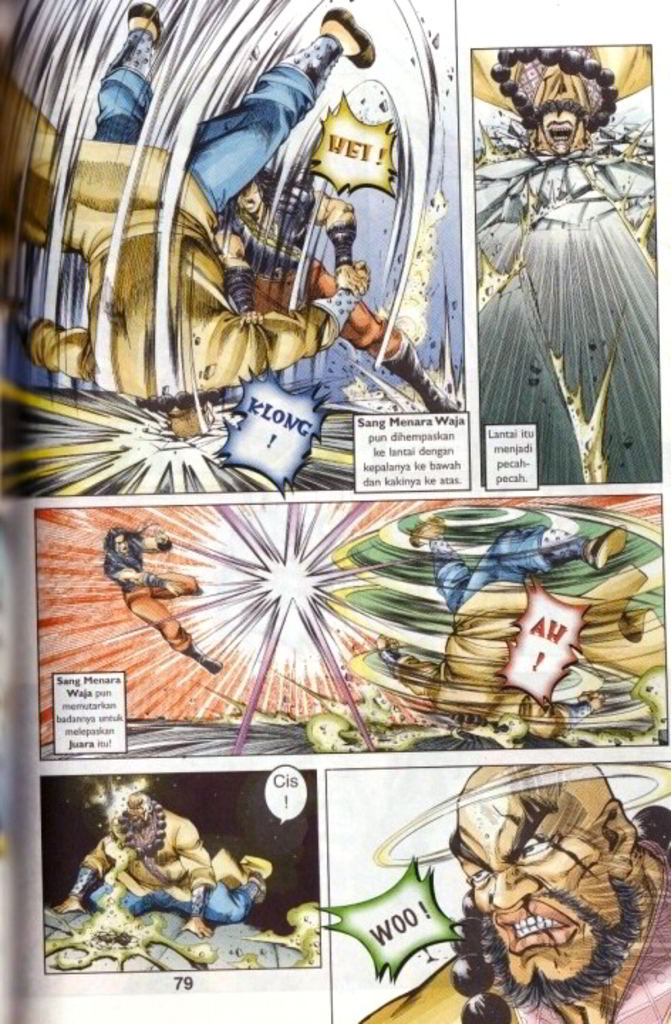 HEI !
KLONG
!
Sang Menara Waja
pun dihempaskan
ke lantai dengan
kepalanya ke bawah
dan kakinya ke atas.
Lantai itu
menjadi
pecah-
pecah.
Sang Menara
Waja pun
memutarkan
badannya untuk
melepaskan
Juara itu!
AH
!
Cis
!
WOO !
79